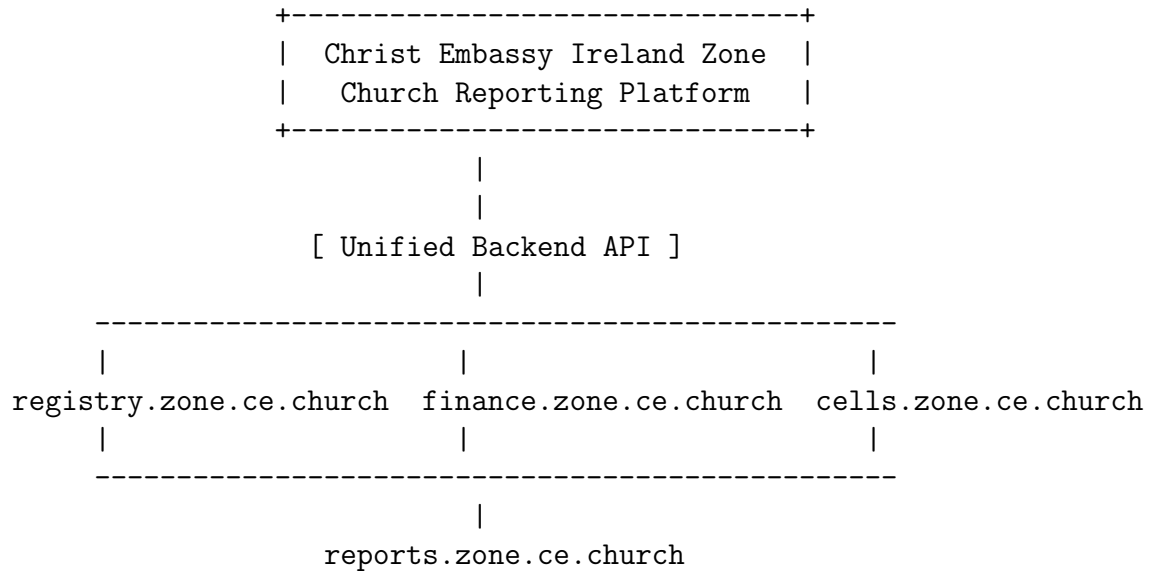 +-------------------------------+
| Christ Embassy Ireland Zone |
| Church Reporting Platform |
+-------------------------------+
|
|
[ Unified Backend API ]
|
-------------------------------------------------
| | |
registry.zone.ce.church finance.zone.ce.church cells.zone.ce.church
| | |
-------------------------------------------------
|
reports.zone.ce.church